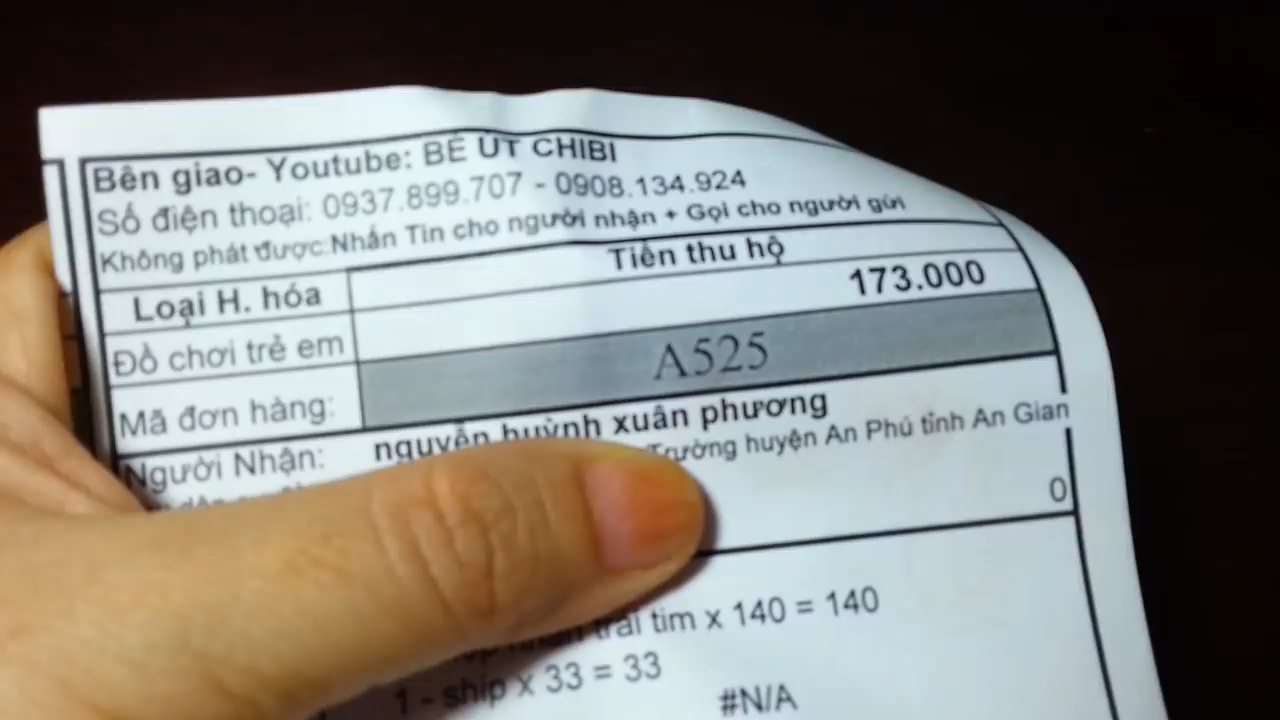 Bên giao- Youtube: BÉ ÚT CHIBI
Số điện thoại: 0937.899.707 - 0908.134.924
Không phát được:Nhắn Tin cho người nhận + Gọi cho người gửi
Loại H. hóa
Tiền thu hộ
Đồ chơi trẻ em
173.000
Mã đơn hàng:
A525
Người Nhận:
nguyễn huỳnh xuân phương
Trường huyện An Phú tỉnh An Gian
0
trái tim x 140 = 140
1 - ship x 33 = 33
#N/A